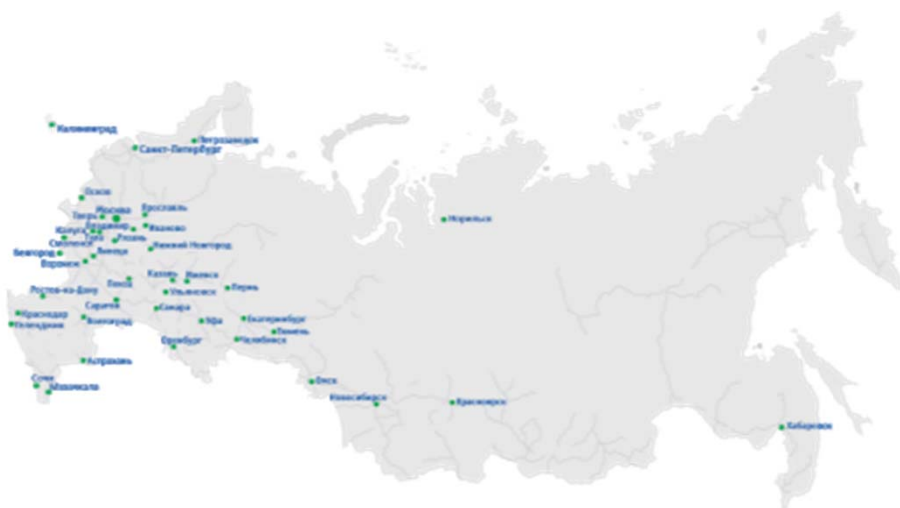 Калининград
Петрозаводск
Санкт-Петербург
Псков
Москва
Ярославль
Тверь
Владимир
Иваново
Калуга
Тула
Рязань
Смоленск
Нижний Новгород
Белгород
Липецк
Воронеж
Норильск
Казань
Ижевск
Пенза
Пермь
Ростов-на-Дону
Ульяновск
Саратов
Самара
Краснодар
Волгоград
Уфа
Екатеринбург
Геленджик
Тюмень
Оренбург
Челябинск
Астрахань
Сочи
Махачкала
Омск
Новосибирск
Красноярск
Хабаровск